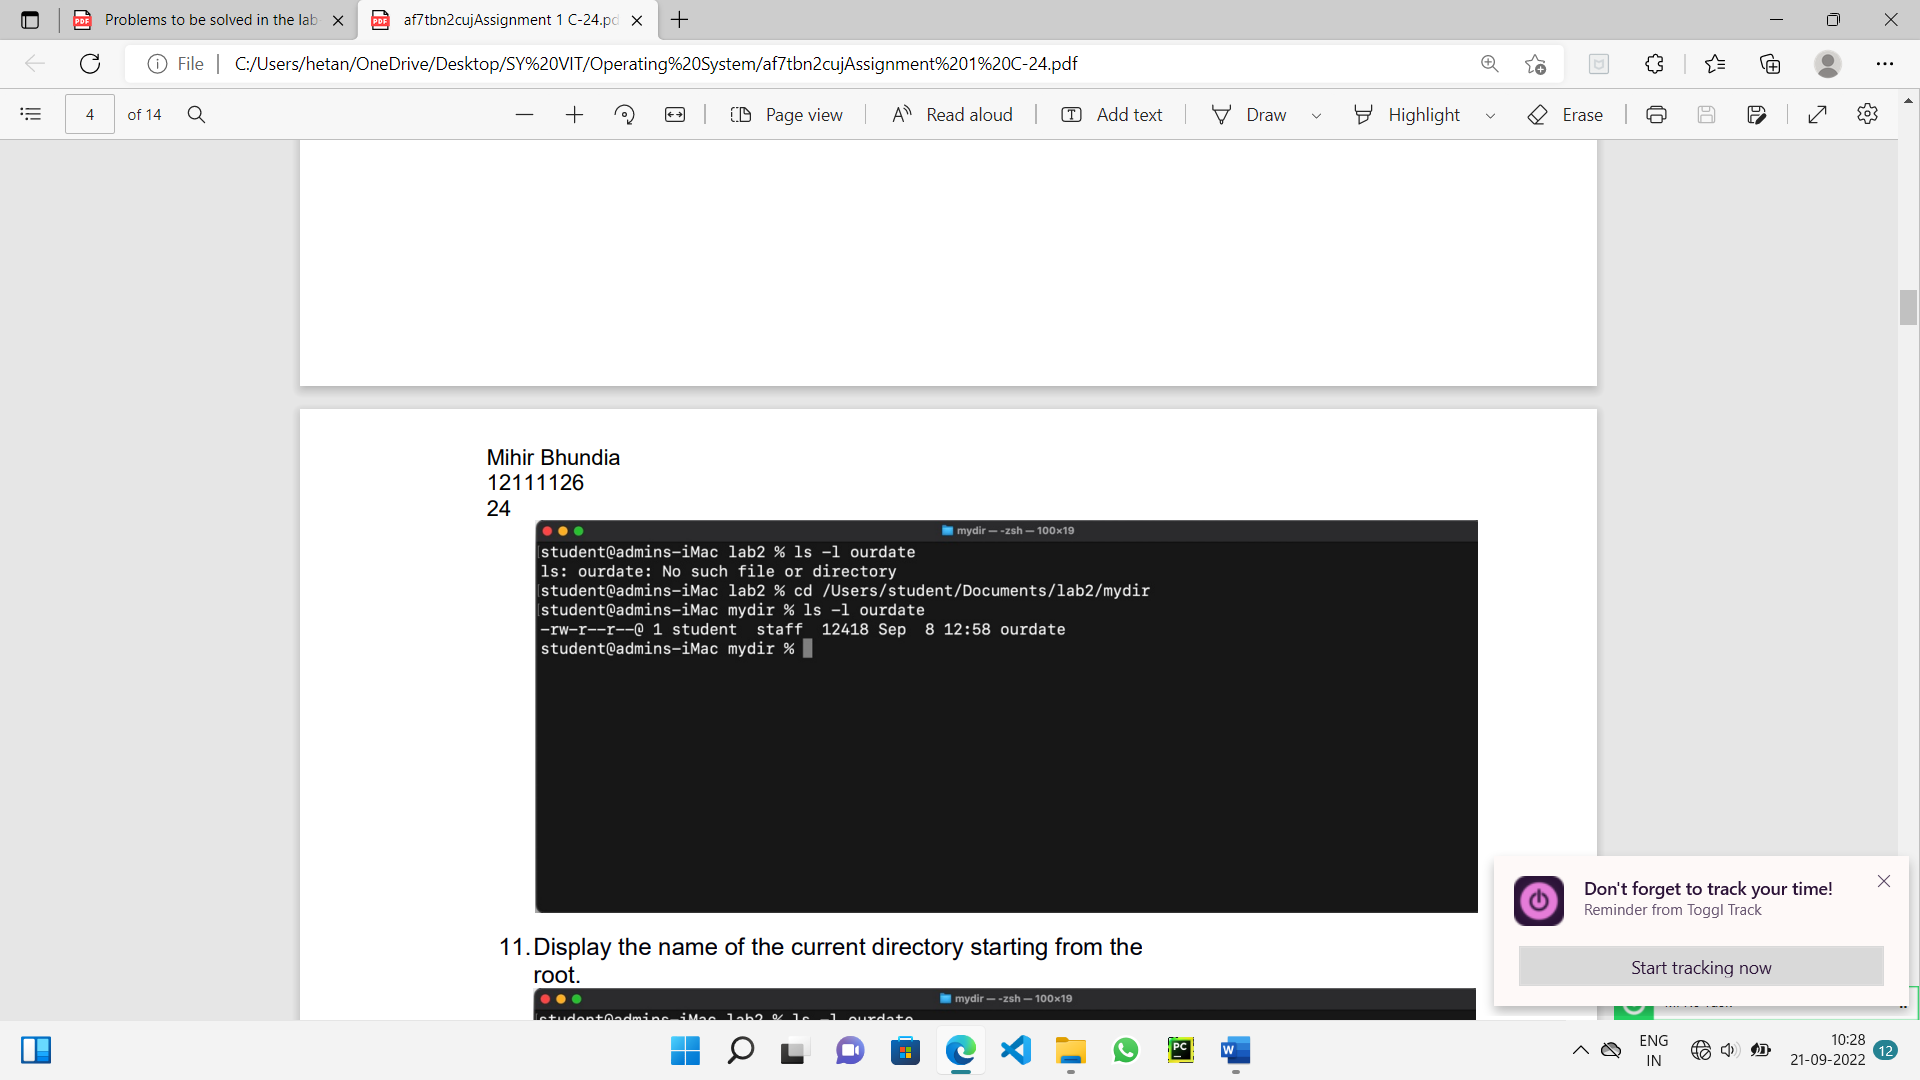 Problems to be solved in the lab
af7tbn2cujAssignment 1 C-24.pd
File
C:/Users/hetan/OneDrive/Desktop/SY%20VIT/Operating%20System/af7tbn2cujAssignment%201%20C-24.pdf
4 of 14
Page view
Read aloud
Add text
Draw
Highlight
Erase
Mihir Bhundia
12111126
24
mydir — -zsh — 100×19
student@admins-iMac lab2 % ls -l ourdate
ls: ourdate: No such file or directory
student@admins-iMac lab2 % cd /Users/student/Documents/lab2/mydir
student@admins-iMac mydir % ls -l ourdate
-rw-r--r--@ 1 student  staff  12418 Sep  8 12:58 ourdate
student@admins-iMac mydir %
11. Display the name of the current directory starting from the
root.
mydir — -zsh — 100×19
student@admins-iMac lab2 % ls -l ourdate
Don't forget to track your time!
Reminder from Toggl Track
Start tracking now
ENG
IN
10:28
21-09-2022
12